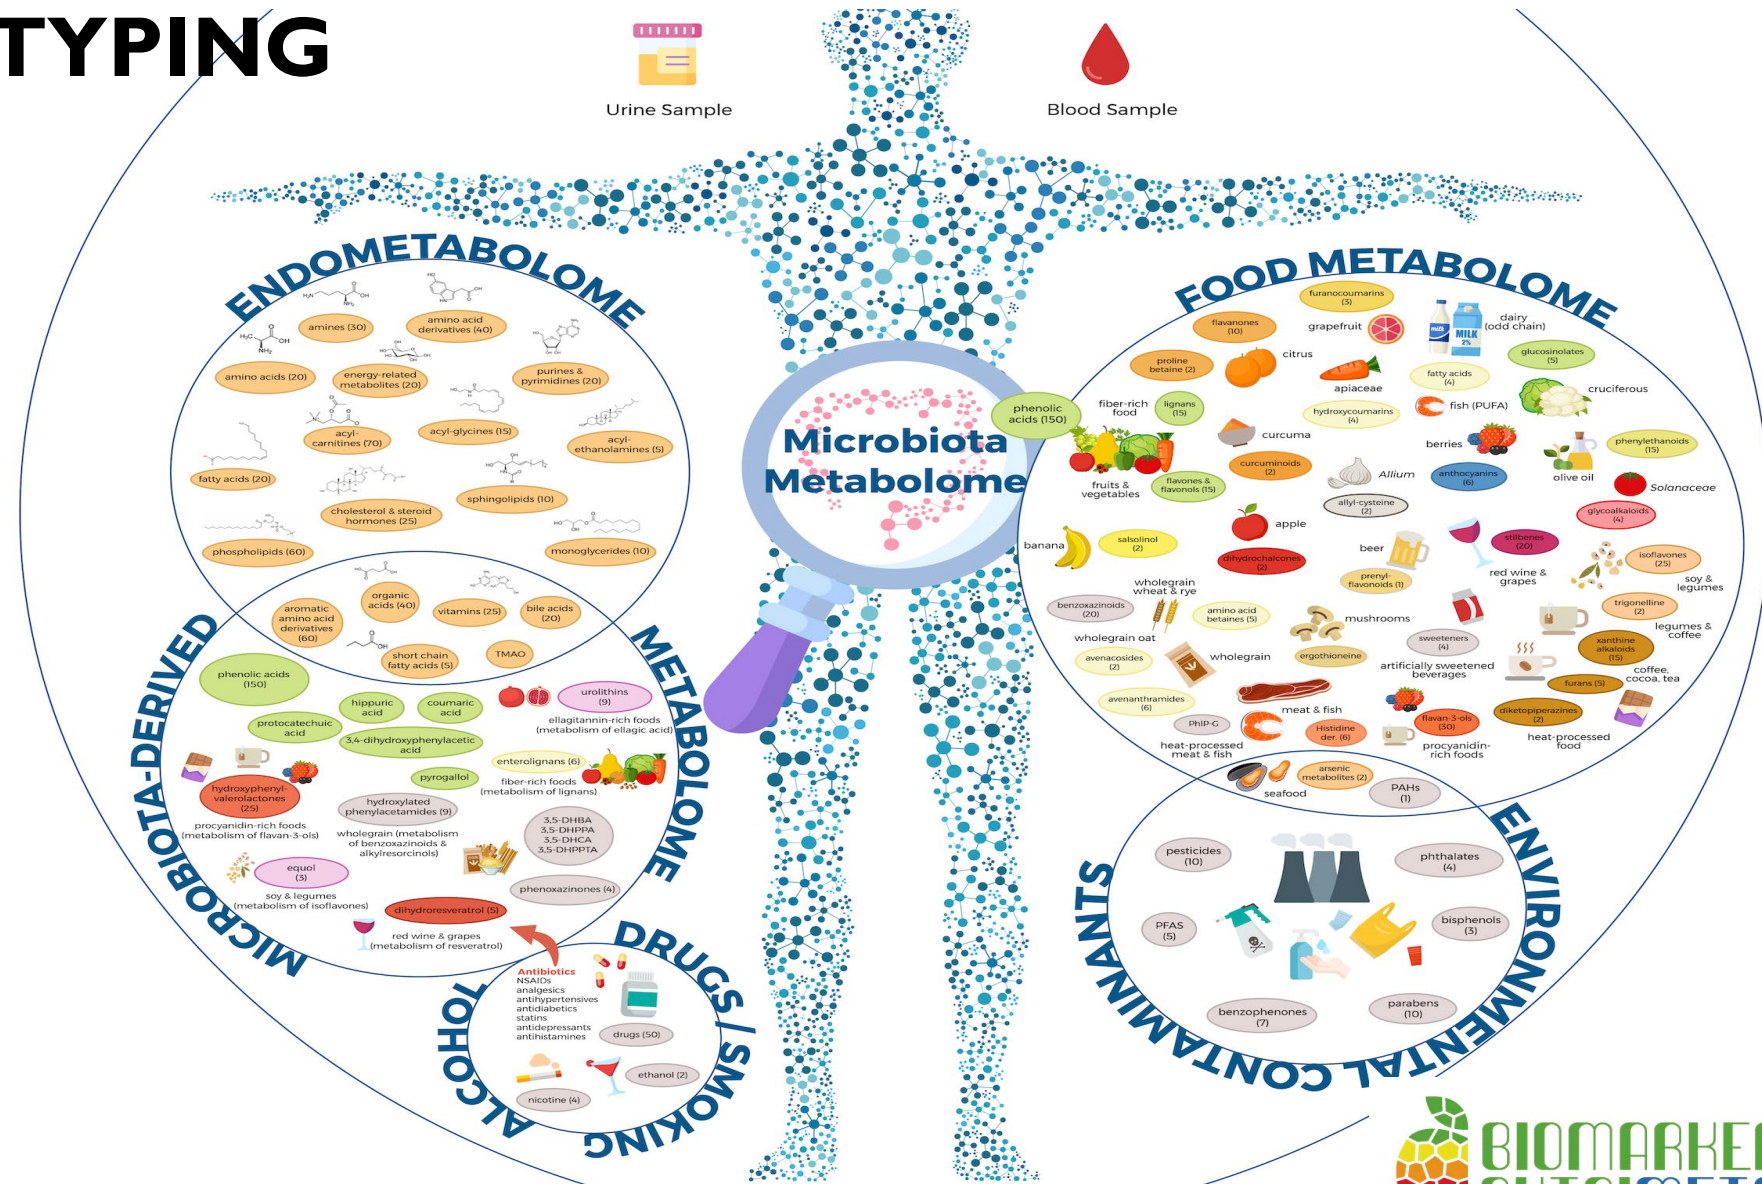 TYPING
Urine Sample
Blood Sample
ENDOMETABOLOME
amines (30)
amino acid
derivatives (40)
amino acids (20)
energy-related
metabolites (20)
purines &
pyrimidines (20)
acyl-
carnitines (70)
acyl-glycines (15)
acyl-
ethanolamines (5)
fatty acids (20)
cholesterol & steroid
hormones (25)
sphingolipids (10)
phospholipids (60)
monoglycerides (10)
aromatic
amino acid
derivatives
(60)
organic
acids (40)
vitamins (25)
bile acids
(20)
short chain
fatty acids (5)
TMAO
MICROBIOTA-DERIVED
METABOLOME
phenolic acids
(150)
hippuric
acid
coumaric
acid
urolithins
(9)
ellagitannin-rich foods
(metabolism of ellagic acid)
protocatechuic
acid
3,4-dihydroxyphenylacetic
acid
enterolignans (6)
fiber-rich foods
(metabolism of lignans)
pyrogallol
hydroxyphenyl-
valerolactones
(25)
procyanidin-rich foods
(metabolism of flavan-3-ols)
hydroxylated
phenylacetamides (9)
wholegrain (metabolism
of benzoxazinoids &
alkylresorcinols)
3,5-DHBA
3,5-DHPPA
3,5-DHCA
3,5-DHPPTA
equol
(3)
soy & legumes
(metabolism of isoflavones)
phenoxazinones (4)
dihydroresveratrol (5)
red wine & grapes
(metabolism of resveratrol)
DRUGS / SMOKING
ALCOHOL
Antibiotics
NSAIDs
analgesics
antihypertensives
antidiabetics
statins
antidepressants
antihistamines
drugs (50)
ethanol (2)
nicotine (4)
Microbiota
Metabolome
phenolic
acids (150)
FOOD METABOLOME
furanocoumarins
(3)
flavanones
(10)
grapefruit
dairy
(odd chain)
MILK
2%
milk
proline
betaine (2)
citrus
glucosinolates
(5)
apiaceae
fatty acids
(4)
cruciferous
fiber-rich
food
lignans
(15)
hydroxycoumarins
(4)
fish (PUFA)
curcuma
berries
phenylethanoids
(15)
curcuminoids
(2)
Allium
anthocyanins
(6)
olive oil
fruits &
vegetables
flavones &
flavonols (15)
allyl-cysteine
(2)
Solanaceae
glycoalkaloids
(4)
apple
banana
salsolinol
(2)
dihydrochalcones
(2)
beer
stilbenes
(20)
isoflavones
(25)
prenyl-
flavonoids (1)
red wine &
grapes
soy &
legumes
wholegrain
wheat & rye
benzoxazinoids
(20)
amino acid
betaines (5)
mushrooms
trigonelline
(2)
legumes &
coffee
wholegrain oat
avenacosides
(2)
wholegrain
ergothioneine
sweeteners
(4)
artificially sweetened
beverages
xanthine
alkaloids
(15)
coffee,
cocoa, tea
furans (5)
avenanthramides
(6)
meat & fish
PhIP-G
Histidine
der. (6)
flavan-3-ols
(30)
diketopiperazines
(2)
heat-processed
meat & fish
procyanidin-
rich foods
heat-processed
food
seafood
arsenic
metabolites (2)
PAHs
(1)
ENVIRONMENTAL CONTAMINANTS
pesticides
(10)
phthalates
(4)
PFAS
(5)
bisphenols
(3)
benzophenones
(7)
parabens
(10)
BIOMARKE